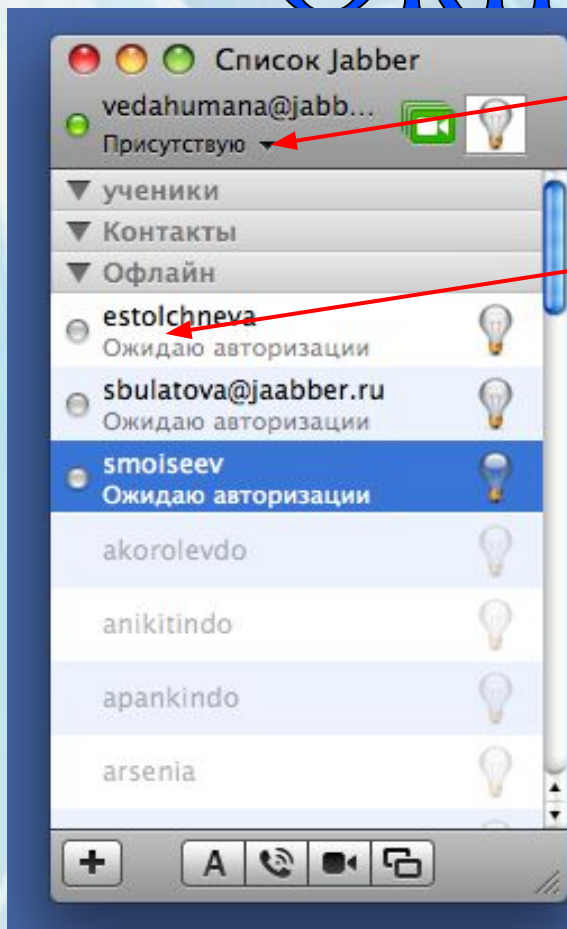 Список Jabber
vedahumana@jabb...
Присутствую
ученики
Контакты
Офлайн
estolchneva
Ожидаю авторизации
sbulatova@jaabber.ru
Ожидаю авторизации
smoiseev
Ожидаю авторизации
akorolevdo
anikitindo
apankindo
arsenia
A